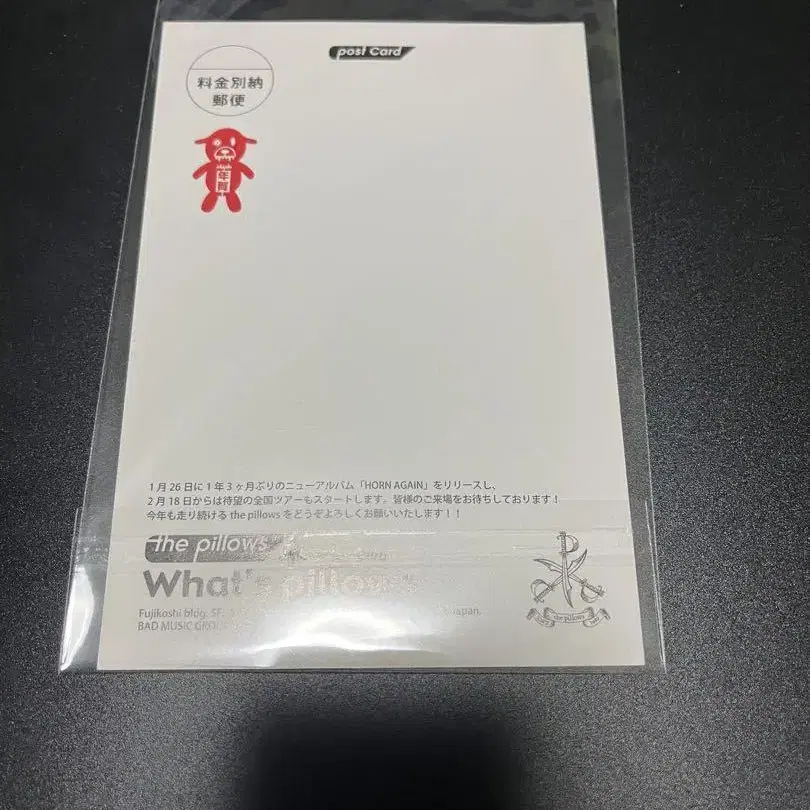 post Card
料金別納
郵便
年賀
1月26日に1年3ヶ月ぶりのニューアルバム「HORN AGAIN」をリリースし、
2月18日からは待望の全国ツアーもスタートします。皆様のご来場をお待ちしております!
今年も走り続ける the pillows をどうぞよろしくお願いいたします!!
the pillows
What's pillows
Fujikoshi bldg. 5F. Japan.
BAD MUSIC GROUP
the pillows